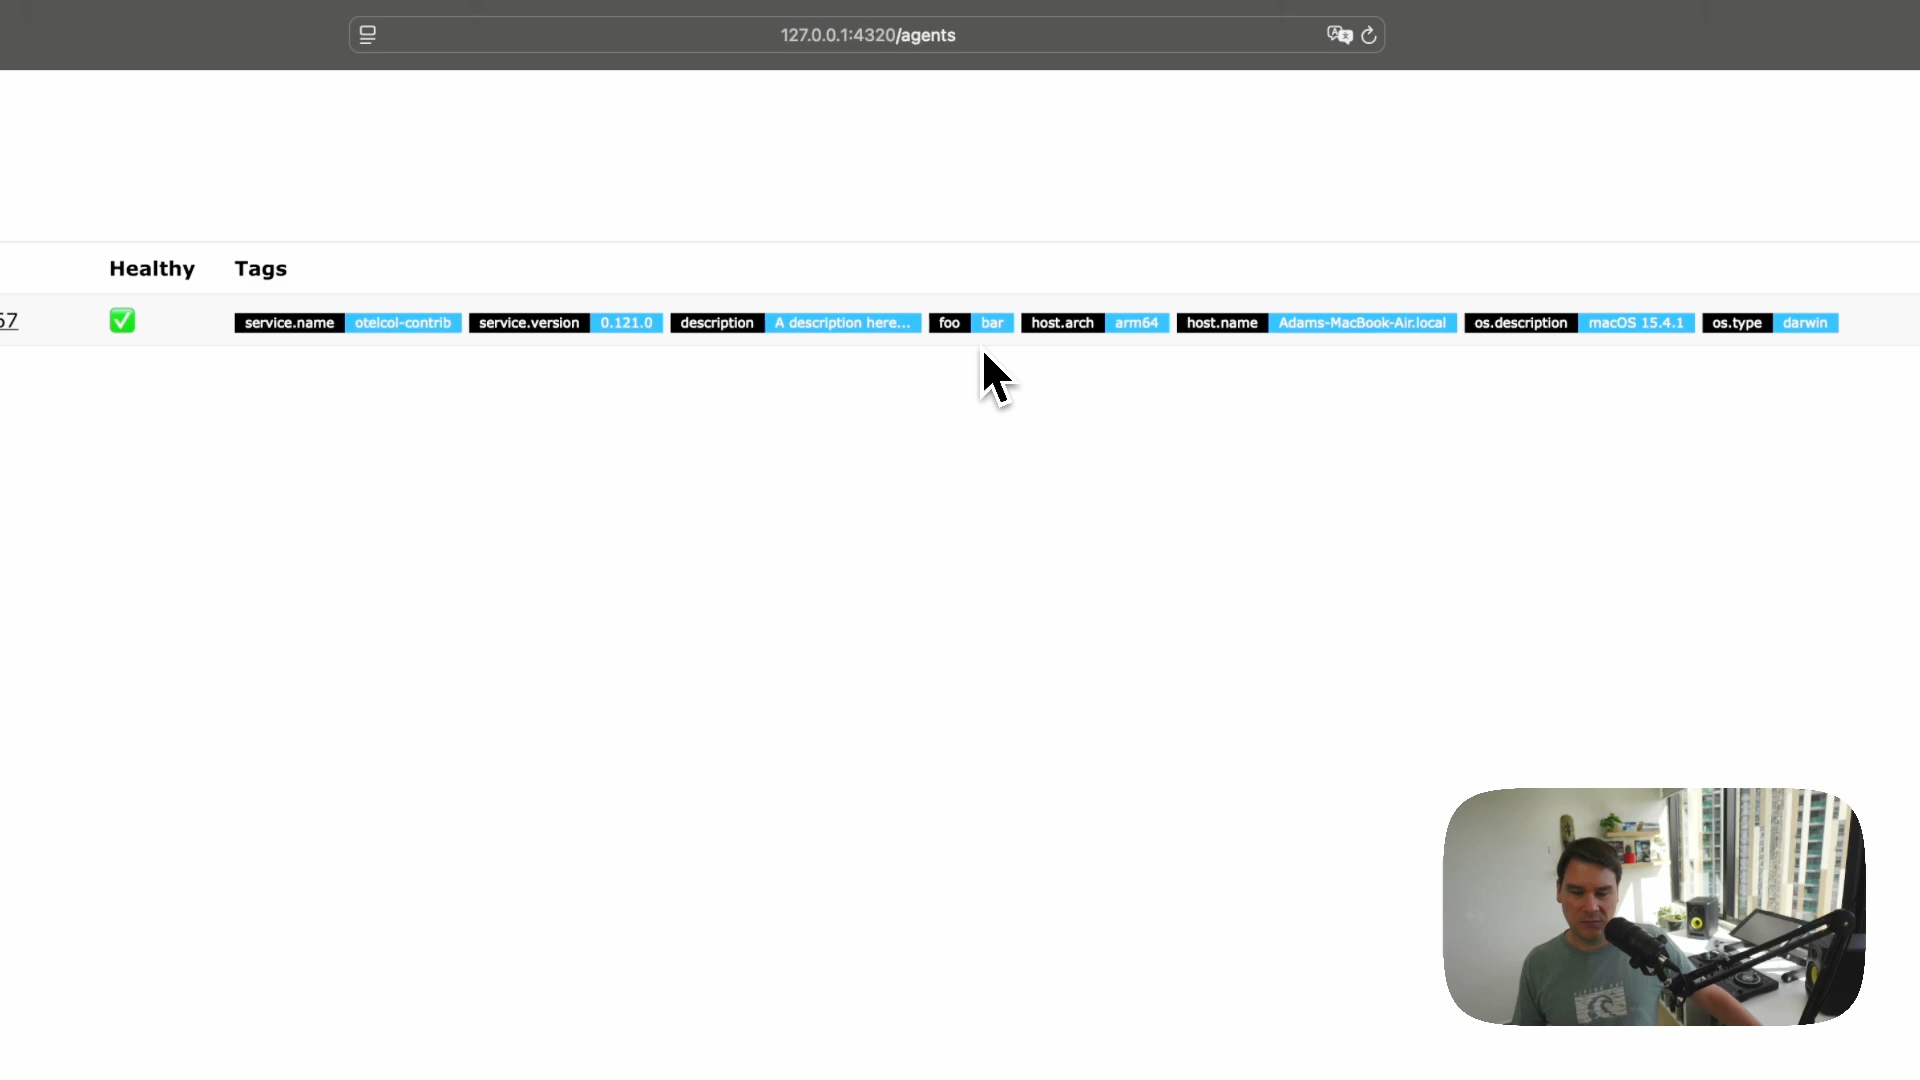 127.0.0.1:4320/agents
Healthy Tags
57 service.name otelcol-contrib service.version 0.121.0 description A description here... foo bar host.arch arm64 host.name Adams-MacBook-Air.local os.description macOS 15.4.1 os.type darwin